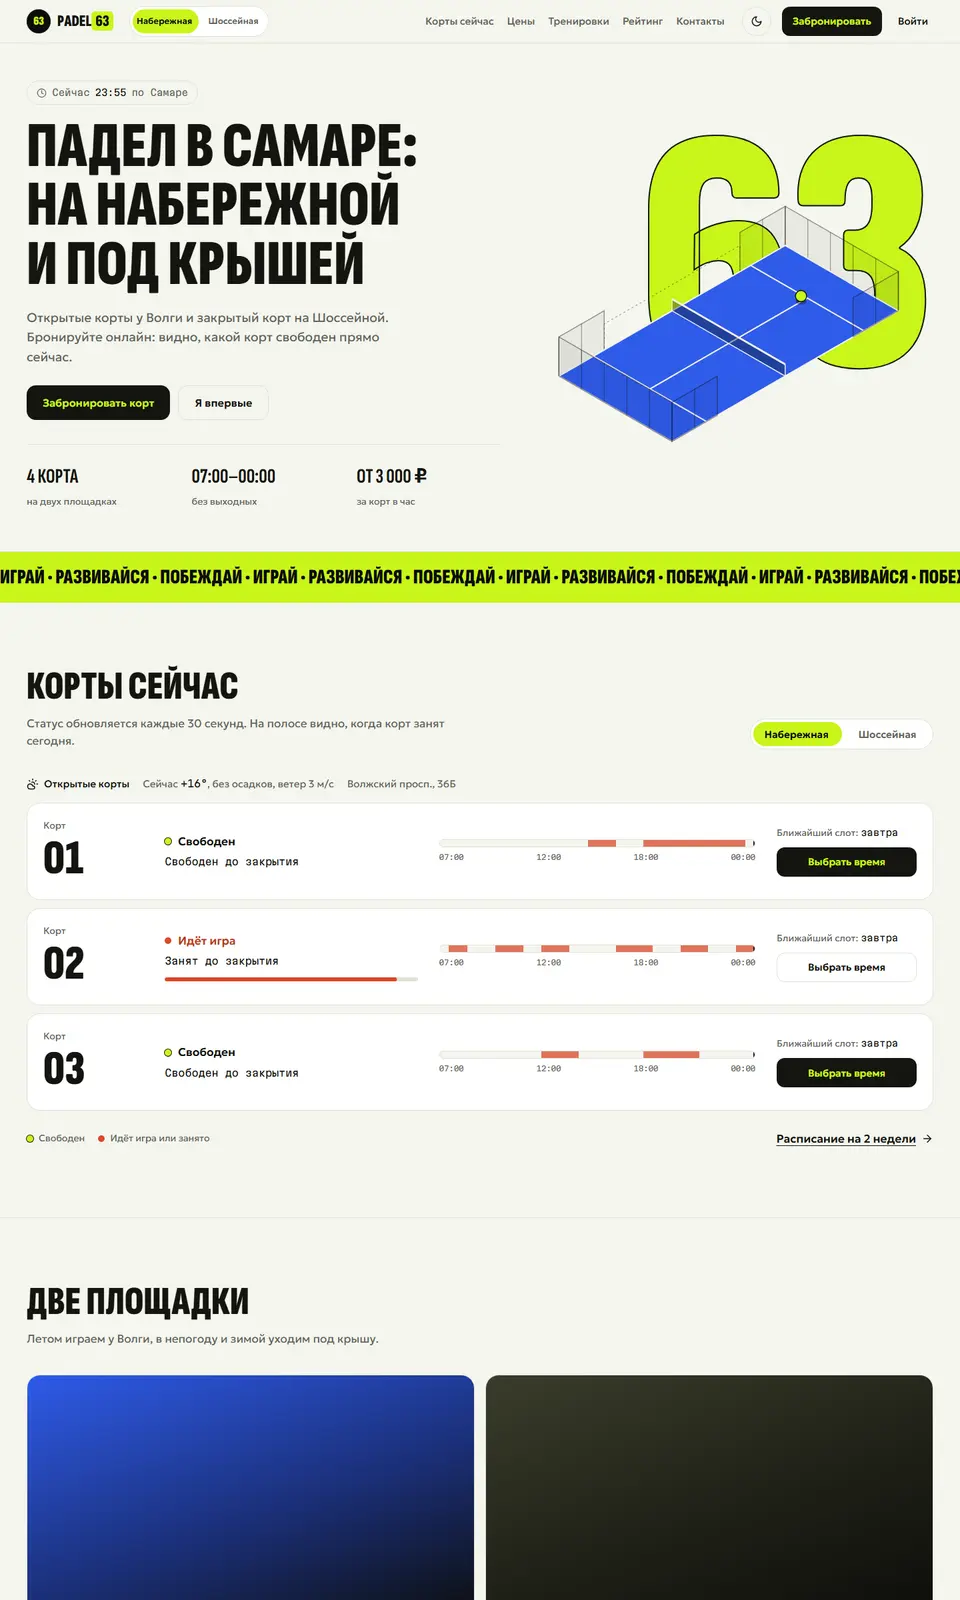 63 PADEL 63
Набережная Шоссейная
Корты сейчас Цены Тренировки Рейтинг Контакты
Забронировать
Войти
Сейчас 23:55 по Самаре
ПАДЕЛ В САМАРЕ:
НА НАБЕРЕЖНОЙ
И ПОД КРЫШЕЙ
Открытые корты у Волги и закрытый корт на Шоссейной.
Бронируйте онлайн: видно, какой корт свободен прямо
сейчас.
Забронировать корт
Я впервые
4 КОРТА
на двух площадках
07:00–00:00
без выходных
ОТ 3 000 ₽
за корт в час
63
ИГРАЙ · РАЗВИВАЙСЯ · ПОБЕЖДАЙ · ИГРАЙ · РАЗВИВАЙСЯ · ПОБЕЖДАЙ · ИГРАЙ · РАЗВИВАЙСЯ · ПОБЕЖДАЙ · ИГРАЙ · РАЗВИВАЙСЯ · ПОБЕЖ
КОРТЫ СЕЙЧАС
Статус обновляется каждые 30 секунд. На полосе видно, когда корт занят
сегодня.
Набережная Шоссейная
Открытые корты Сейчас +16°, без осадков, ветер 3 м/с Волжский просп., 36Б
Корт
01
Свободен
Свободен до закрытия
07:00 12:00 18:00 00:00
Ближайший слот: завтра
Выбрать время
Корт
02
Идёт игра
Занят до закрытия
07:00 12:00 18:00 00:00
Ближайший слот: завтра
Выбрать время
Корт
03
Свободен
Свободен до закрытия
07:00 12:00 18:00 00:00
Ближайший слот: завтра
Выбрать время
Свободен Идёт игра или занято
Расписание на 2 недели →
ДВЕ ПЛОЩАДКИ
Летом играем у Волги, в непогоду и зимой уходим под крышу.